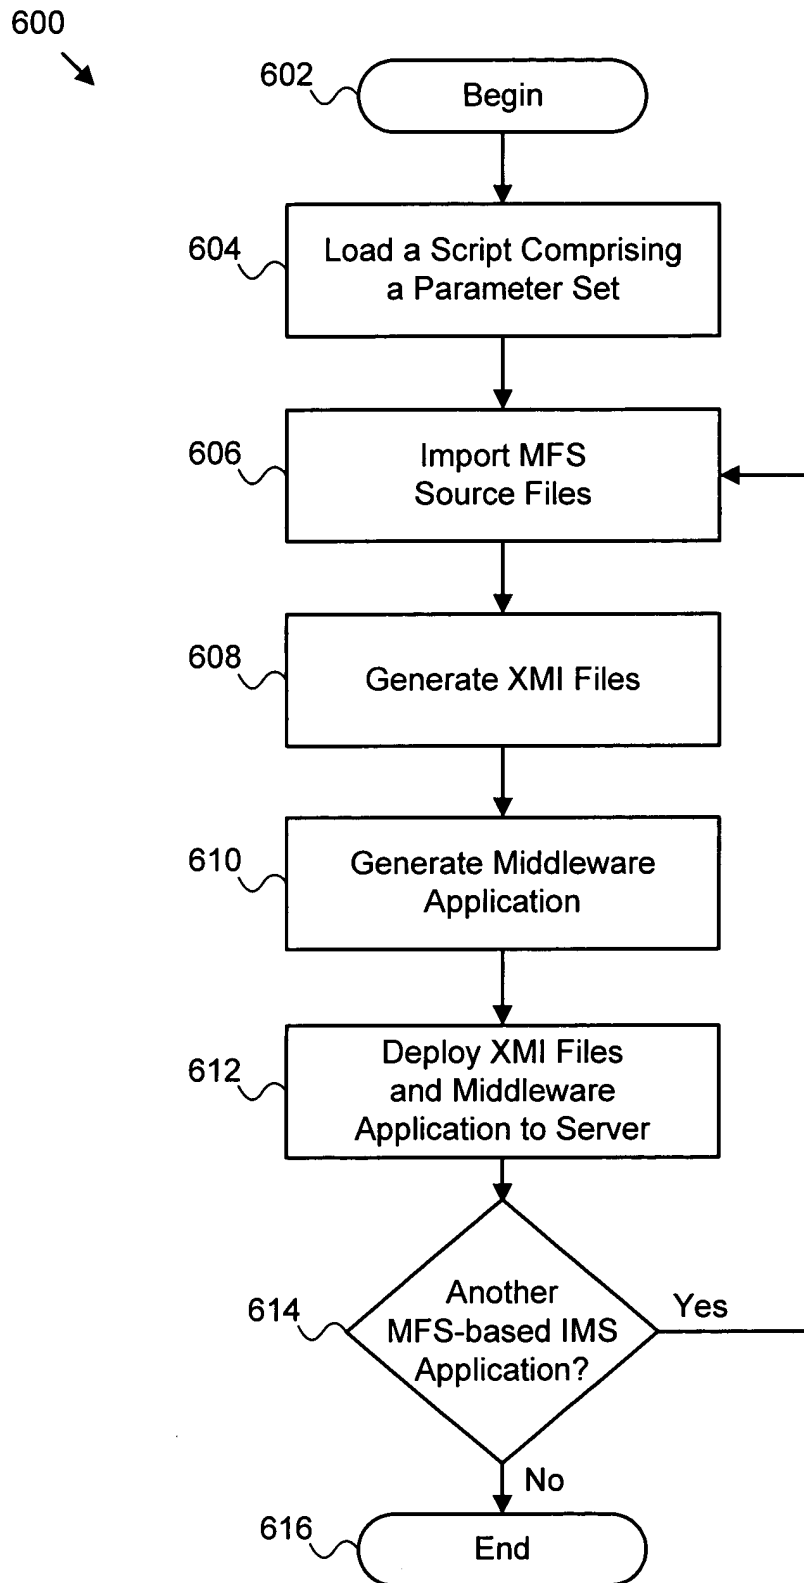 600
602
Begin
604
Load a Script Comprising
a Parameter Set
606
Import MFS
Source Files
608
Generate XMI Files
610
Generate Middleware
Application
612
Deploy XMI Files
and Middleware
Application to Server
614
Another
MFS-based IMS
Application?
Yes
No
616
End